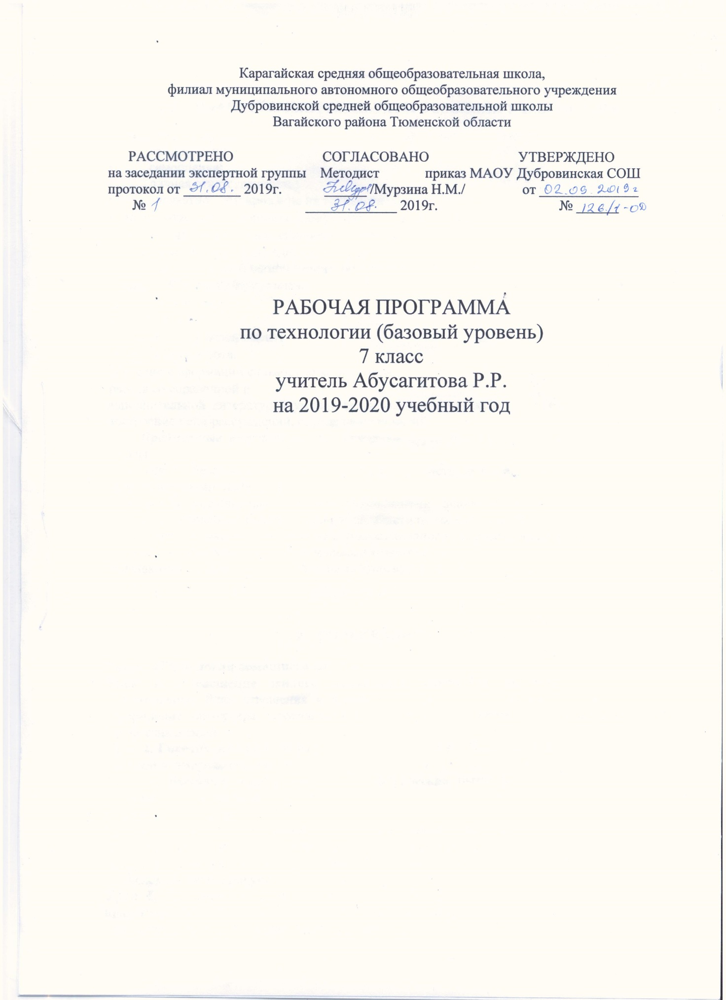 Карагайская средняя общеобразовательная школа,
филиал муниципального автономного общеобразовательного учреждения
Дубровинской средней общеобразовательной школы
Вагайского района Тюменской области
РАССМОТРЕНО СОГЛАСОВАНО УТВЕРЖДЕНО
на заседании экспертной группы Методист приказ МАОУ Дубровинская СОШ
протокол от 31.08. 2019г. /Мурзина Н.М./ от 02.09.2019г
№ 1 31.08. 2019г. № 126/1-ОД
РАБОЧАЯ ПРОГРАММА
по технологии (базовый уровень)
7 класс
учитель Абусагитова Р.Р.
на 2019-2020 учебный год